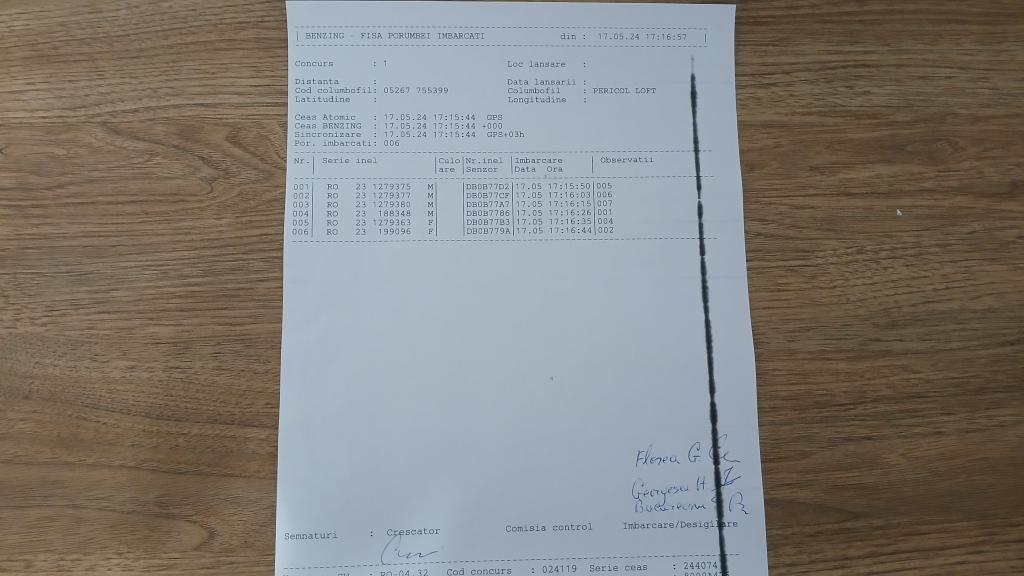 BENZING - FISA PORUMBEI IMBARCATI din : 17.05.24 17:16:57
Concurs : 1 Loc lansare :
Distanta : Data lansarii :
Cod columbofil: 05267 755399 Columbofil : PERICOL LOFT
Latitudine : Longitudine :
Ceas Atomic : 17.05.24 17:15:44 GPS
Ceas BENZING : 17.05.24 17:15:44 +000
Sincronizare : 17.05.24 17:15:44 GPS+03h
Por. imbarcati: 006
Nr.| Serie inel |Culo|Nr.inel |Imbarcare | Observatii
| |are |Senzor |Data Ora |
001| RO 23 1279375 M| |DB0B77D2|17.05 17:15:50|005
002| RO 23 1279377 M| |DB0B77CF|17.05 17:16:03|006
003| RO 23 1279380 M| |DB0B77A7|17.05 17:16:15|007
004| RO 23 188348 M| |DB0B7786|17.05 17:16:26|001
005| RO 23 1279363 F| |DB0B77B3|17.05 17:16:35|004
006| RO 23 199096 F| |DB0B779A|17.05 17:16:44|002
Florea G.
Georgescu H
Semnaturi : Crescator Comisia control Imbarcare/Desigilare
RO-04.32 Cod concurs : 024119 Serie ceas : 244074